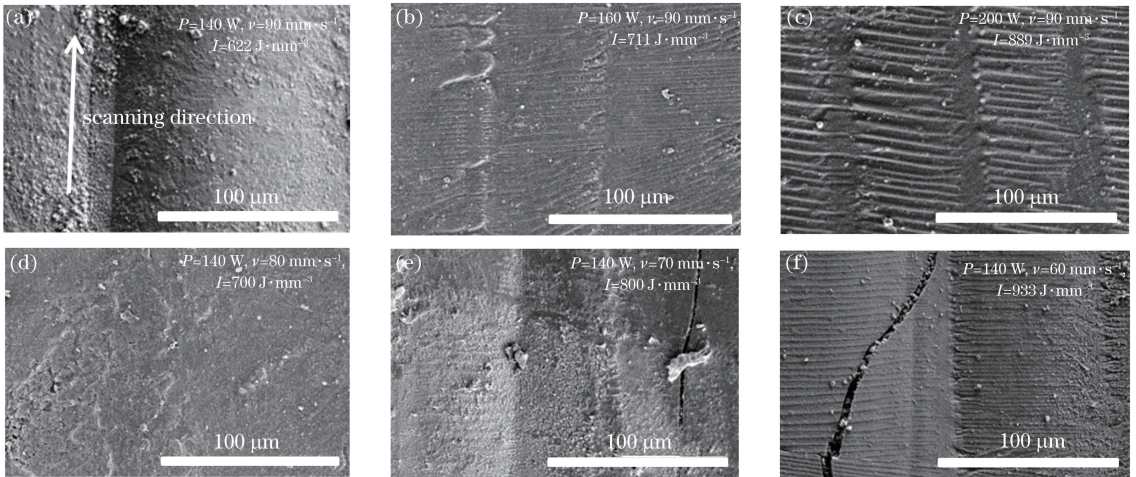 (a)
P=140 W, ν=90 mm·s⁻¹,
I=622 J·mm⁻³
scanning direction
100 μm
(b)
P=160 W, ν=90 mm·s⁻¹,
I=711 J·mm⁻³
100 μm
(c)
P=200 W, ν=90 mm·s⁻¹,
I=889 J·mm⁻³
100 μm
(d)
P=140 W, ν=80 mm·s⁻¹,
I=700 J·mm⁻³
100 μm
(e)
P=140 W, ν=70 mm·s⁻¹,
I=800 J·mm⁻³
100 μm
(f)
P=140 W, ν=60 mm·s⁻¹,
I=933 J·mm⁻³
100 μm